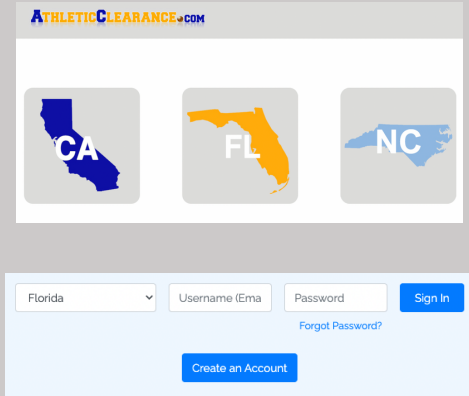 ATHLETICCLEARANCE.COM
CA FL NC
Florida Username (Ema Password Sign In
Forgot Password?
Create an Account